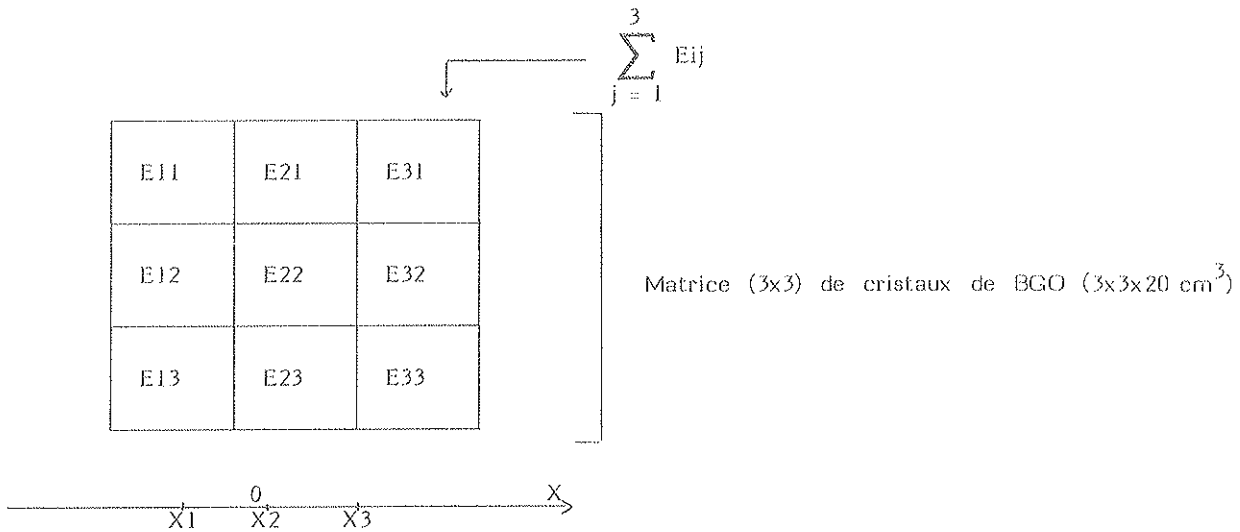 3
∑ Eij
j = 1
E11 E21 E31
E12 E22 E32
Matrice (3x3) de cristaux de BGO (3x3x20 cm³)
E13 E23 E33
0 X
X1 X2 X3